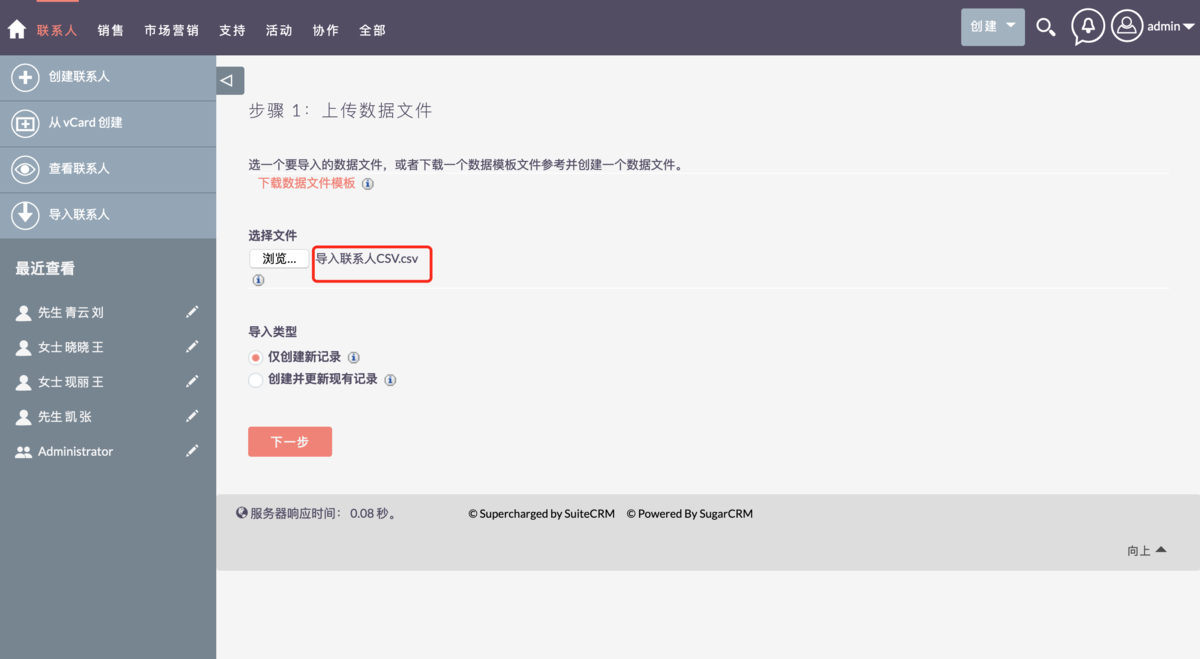 联系人 销售 市场营销 支持 活动 协作 全部 创建 admin
创建联系人
从 vCard 创建
查看联系人
导入联系人
最近查看
先生 青云 刘
女士 晓晓 王
女士 现丽 王
先生 凯 张
Administrator
步骤 1： 上传数据文件
选一个要导入的数据文件，或者下载一个数据模板文件参考并创建一个数据文件。
下载数据文件模板
选择文件
浏览... 导入联系人CSV.csv
导入类型
仅创建新记录
创建并更新现有记录
下一步
服务器响应时间： 0.08 秒。 © Supercharged by SuiteCRM © Powered By SugarCRM
向上